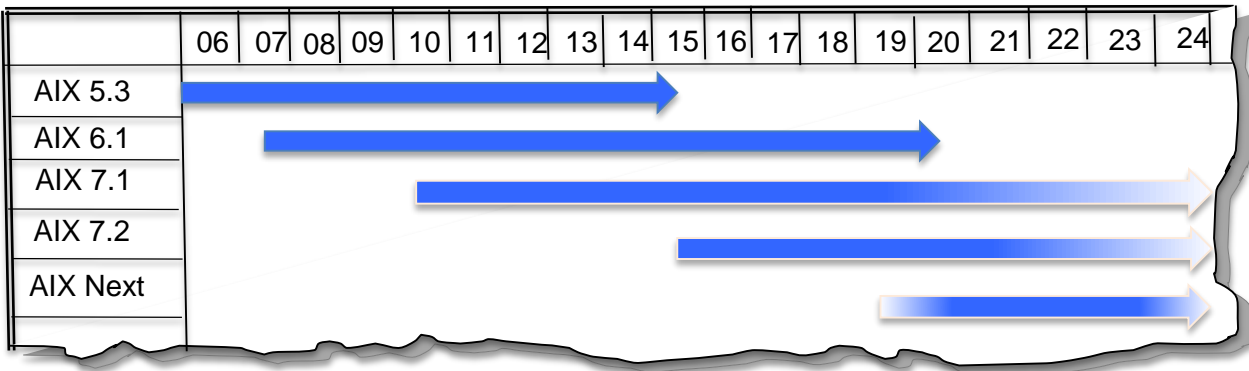 06 07 08 09 10 11 12 13 14 15 16 17 18 19 20 21 22 23 24
AIX 5.3
AIX 6.1
AIX 7.1
AIX 7.2
AIX Next